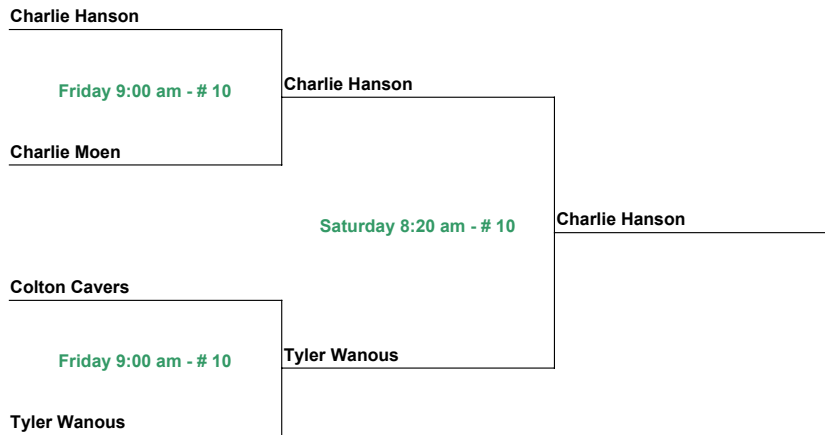 Charlie Hanson
Friday 9:00 am - # 10
Charlie Hanson
Charlie Moen
Saturday 8:20 am - # 10
Charlie Hanson
Colton Cavers
Friday 9:00 am - # 10
Tyler Wanous
Tyler Wanous